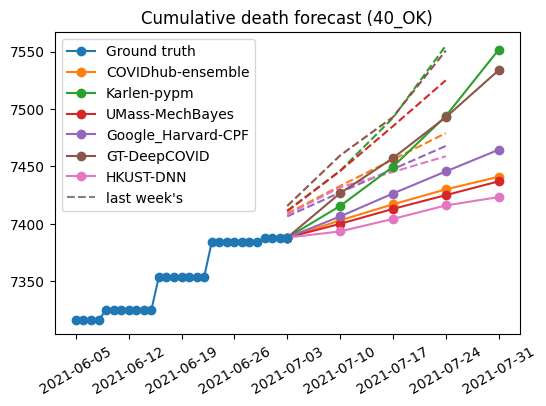 Cumulative death forecast (40_OK)
Ground truth
COVIDhub-ensemble
Karlen-pypm
UMass-MechBayes
Google_Harvard-CPF
GT-DeepCOVID
HKUST-DNN
last week's
7550
7500
7450
7400
7350
2021-06-05
2021-06-12
2021-06-19
2021-06-26
2021-07-03
2021-07-10
2021-07-17
2021-07-24
2021-07-31